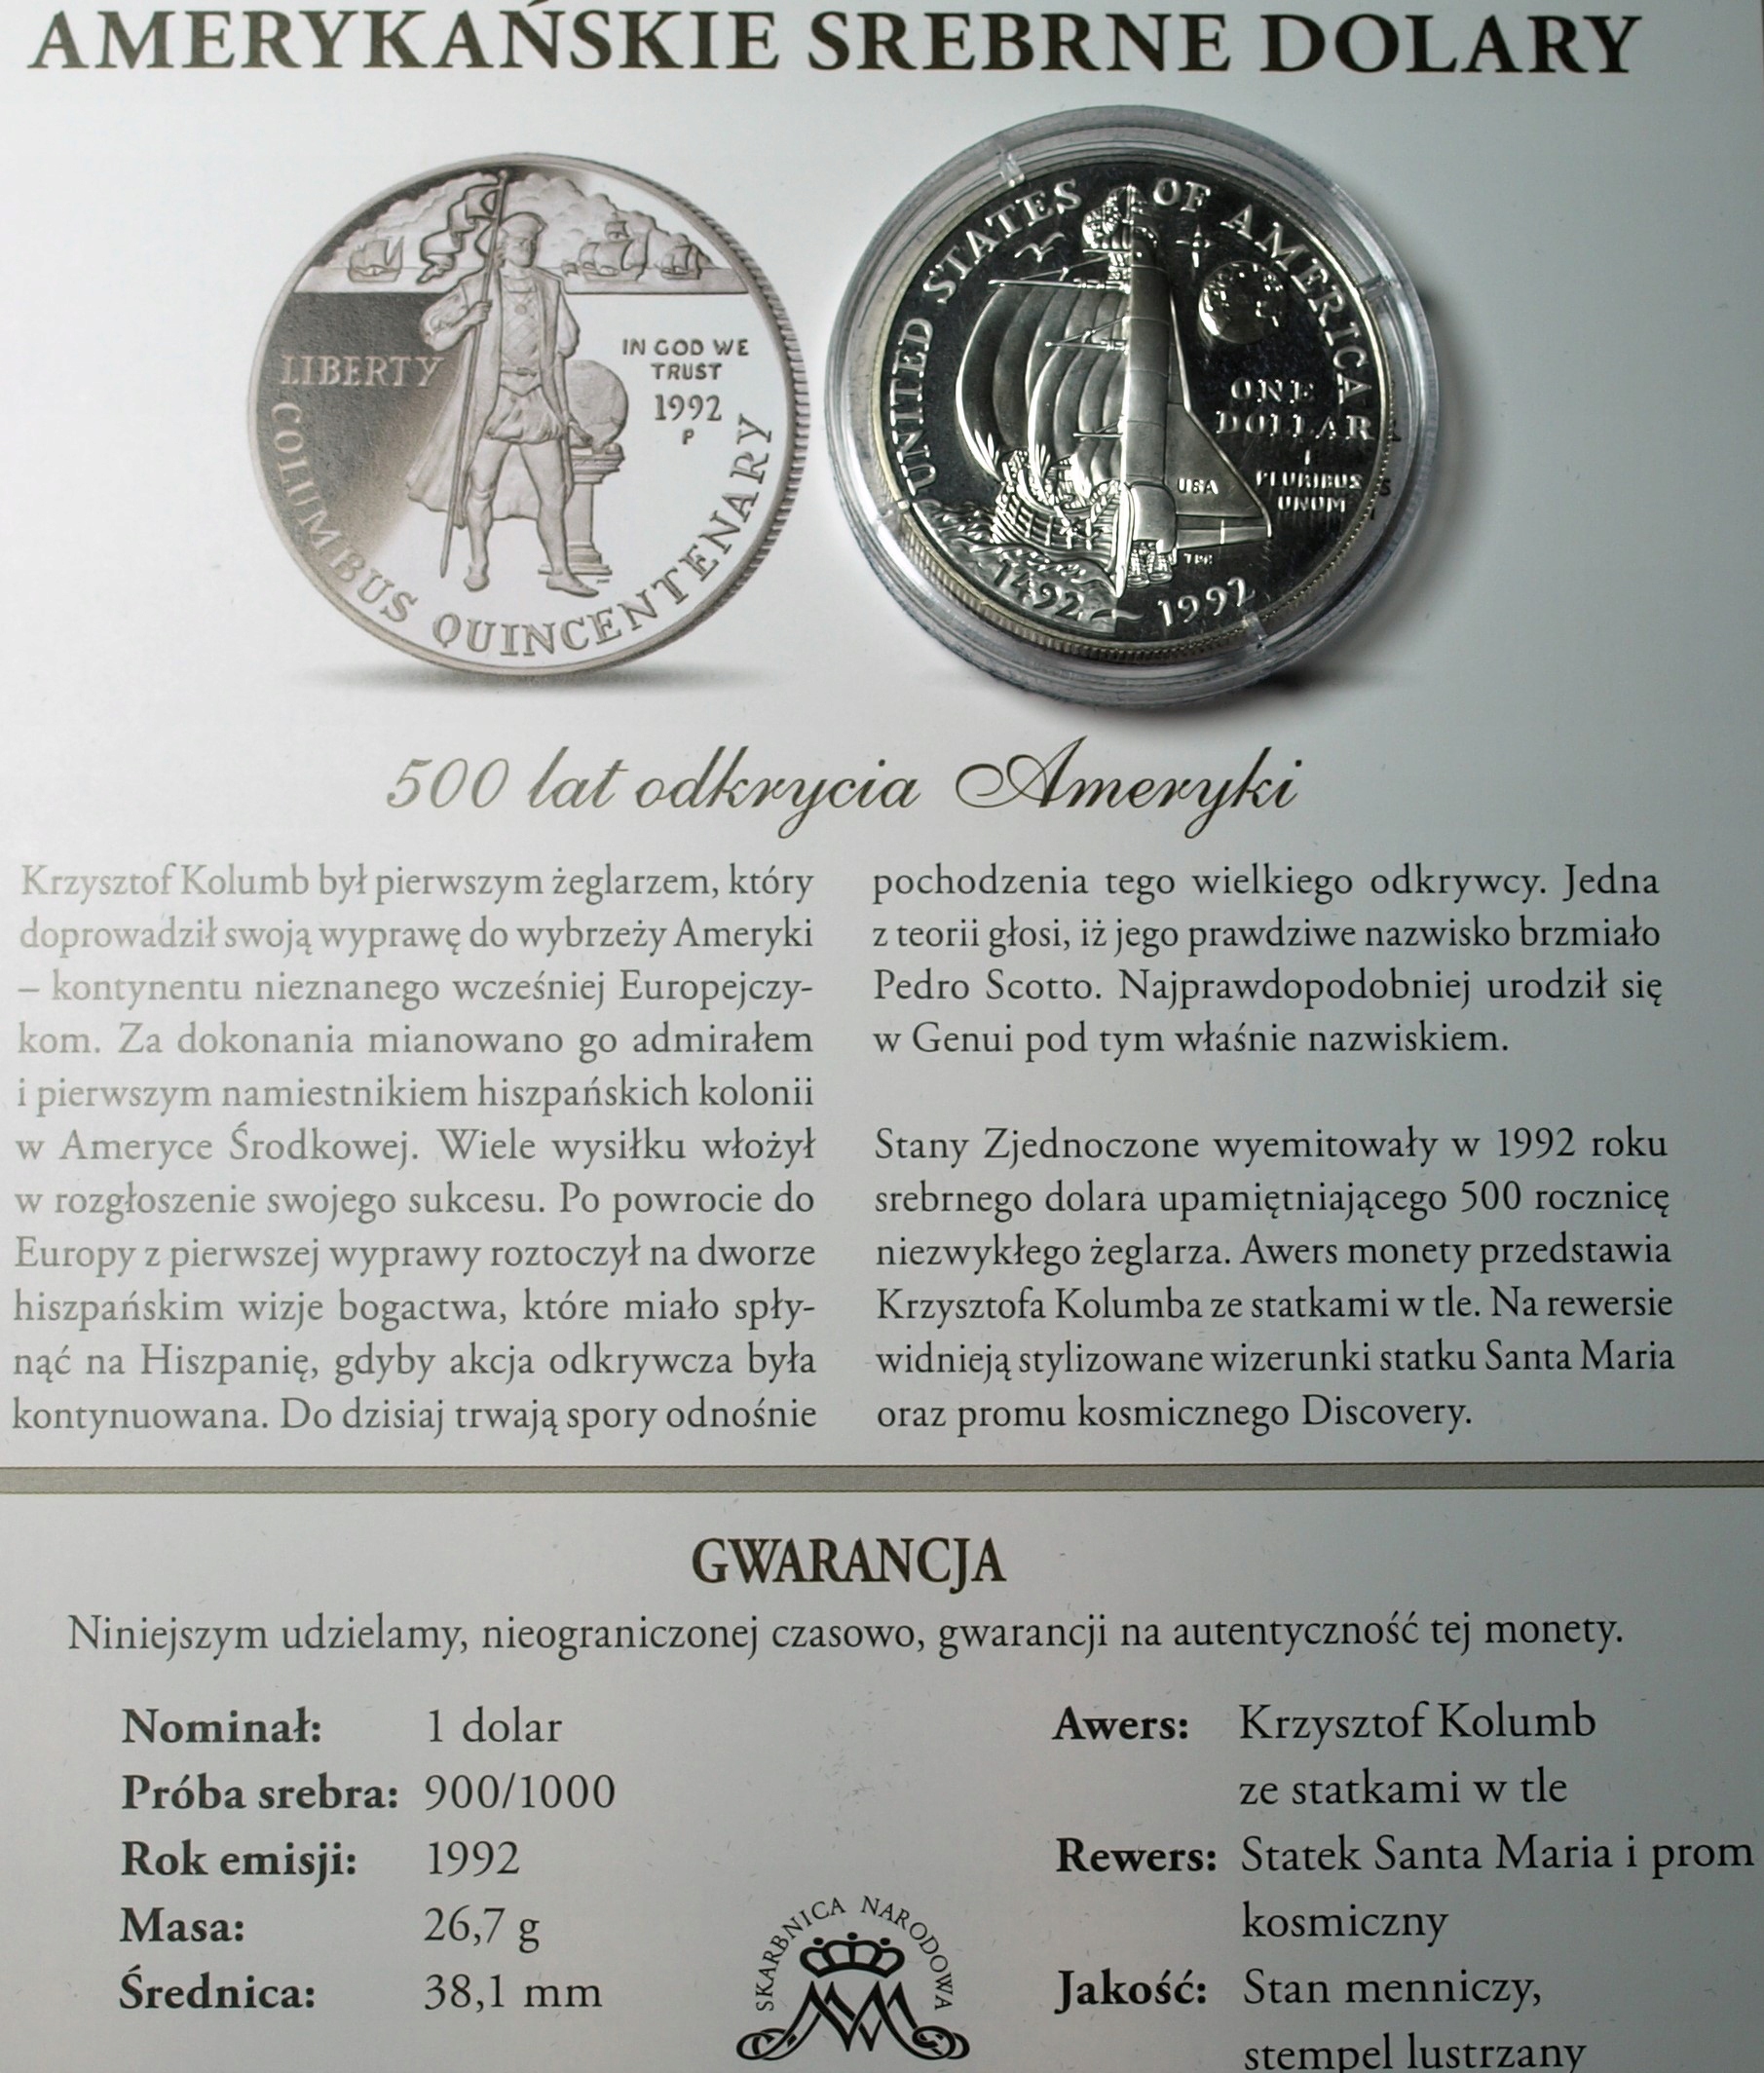 AMERYKAŃSKIE SREBRNE DOLARY
LIBERTY
IN GOD WE
TRUST
1992
P
COLUMBUS QUINCENTENARY
UNITED STATES OF AMERICA
ONE
DOLLAR
PLURIBUS
UNUM
USA
1492 – 1992
500 lat odkrycia Ameryki
Krzysztof Kolumb był pierwszym żeglarzem, który
doprowadził swoją wyprawę do wybrzeży Ameryki
– kontynentu nieznanego wcześniej Europejczy-
kom. Za dokonania mianowano go admirałem
i pierwszym namiestnikiem hiszpańskich kolonii
w Ameryce Środkowej. Wiele wysiłku włożył
w rozgłoszenie swojego sukcesu. Po powrocie do
Europy z pierwszej wyprawy roztoczył na dworze
hiszpańskim wizje bogactwa, które miało spły-
nąć na Hiszpanię, gdyby akcja odkrywcza była
kontynuowana. Do dzisiaj trwają spory odnośnie
pochodzenia tego wielkiego odkrywcy. Jedna
z teorii głosi, iż jego prawdziwe nazwisko brzmiało
Pedro Scotto. Najprawdopodobniej urodził się
w Genui pod tym właśnie nazwiskiem.
Stany Zjednoczone wyemitowały w 1992 roku
srebrnego dolara upamiętniającego 500 rocznicę
niezwykłego żeglarza. Awers monety przedstawia
Krzysztofa Kolumba ze statkami w tle. Na rewersie
widnieją stylizowane wizerunki statku Santa Maria
oraz promu kosmicznego Discovery.
GWARANCJA
Niniejszym udzielamy, nieograniczonej czasowo, gwarancji na autentyczność tej monety.
Nominał: 1 dolar
Próba srebra: 900/1000
Rok emisji: 1992
Masa: 26,7 g
Średnica: 38,1 mm
SKARBNICA NARODOWA
Awers: Krzysztof Kolumb
ze statkami w tle
Rewers: Statek Santa Maria i prom
kosmiczny
Jakość: Stan menniczy,
stempel lustrzany